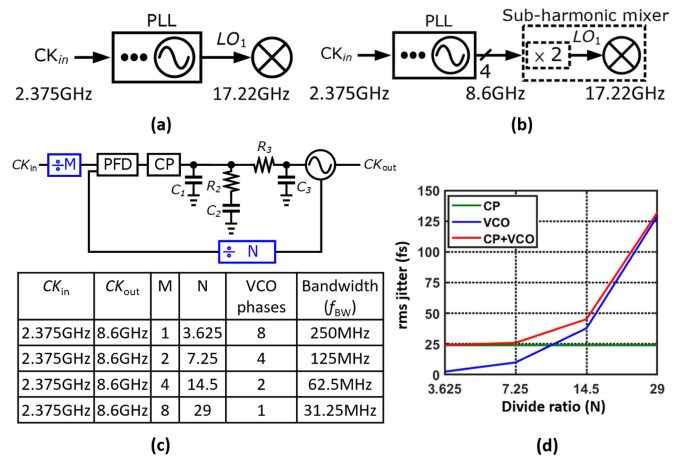 PLL
CKin
LO1
2.375GHz
17.22GHz
(a)
Sub-harmonic mixer
PLL
CKin
4
× 2
LO1
2.375GHz
8.6GHz
17.22GHz
(b)
CKin
÷M
PFD
CP
C1
R2
C2
R3
C3
CKout
÷ N
CKin CKout M N VCO phases Bandwidth (fBW)
2.375GHz 8.6GHz 1 3.625 8 250MHz
2.375GHz 8.6GHz 2 7.25 4 125MHz
2.375GHz 8.6GHz 4 14.5 2 62.5MHz
2.375GHz 8.6GHz 8 29 1 31.25MHz
(c)
150
125
100
75
50
25
0
rms jitter (fs)
CP
VCO
CP+VCO
3.625 7.25 14.5 29
Divide ratio (N)
(d)